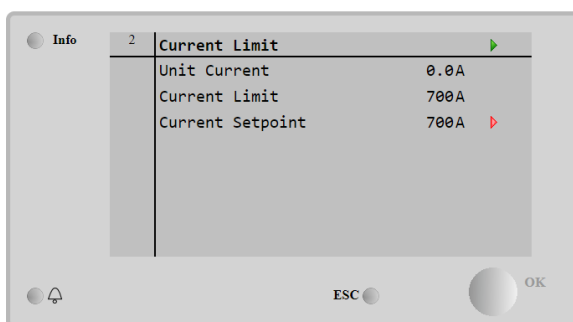 Info
2 Current Limit
Unit Current 0.0A
Current Limit 700A
Current Setpoint 700A
ESC
OK